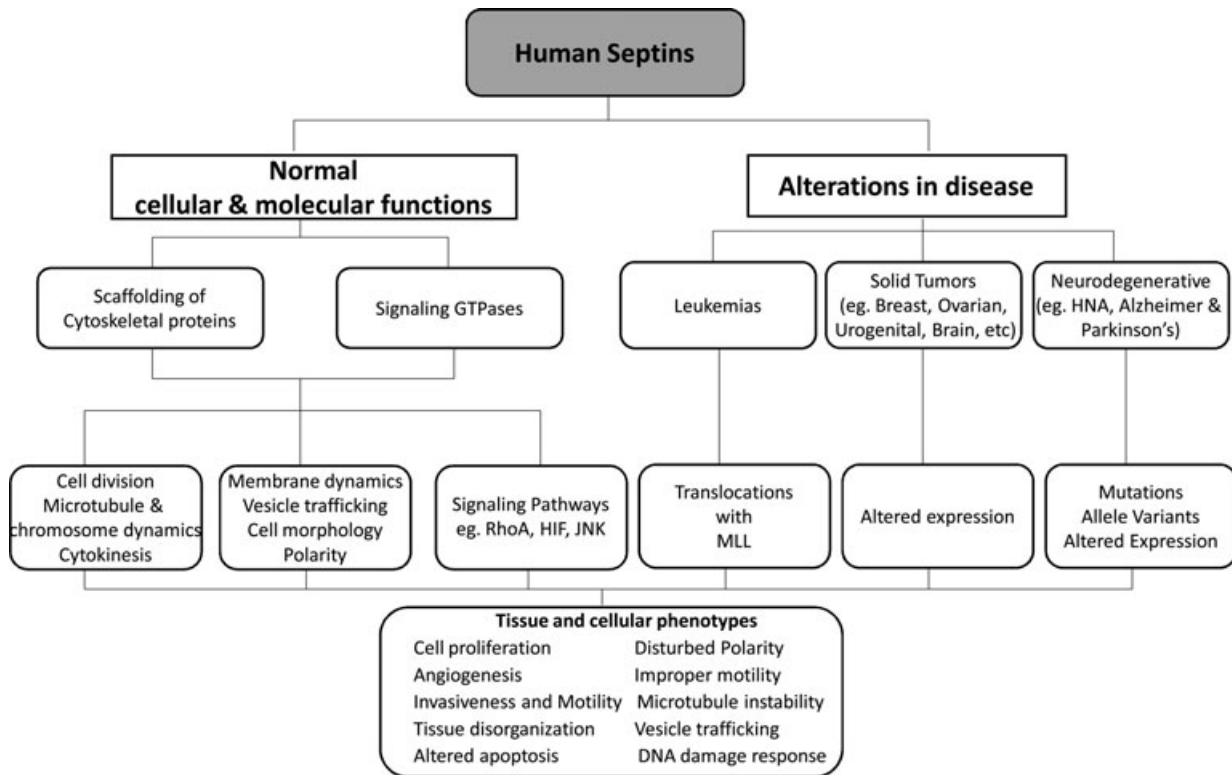 Human Septins
Normal
cellular & molecular functions
Alterations in disease
Scaffolding of
Cytoskeletal proteins
Signaling GTPases
Leukemias
Solid Tumors
(eg. Breast, Ovarian,
Urogenital, Brain, etc)
Neurodegenerative
(eg. HNA, Alzheimer &
Parkinson's)
Cell division
Microtubule &
chromosome dynamics
Cytokinesis
Membrane dynamics
Vesicle trafficking
Cell morphology
Polarity
Signaling Pathways
eg. RhoA, HIF, JNK
Translocations
with
MLL
Altered expression
Mutations
Allele Variants
Altered Expression
Tissue and cellular phenotypes
Cell proliferation
Angiogenesis
Invasiveness and Motility
Tissue disorganization
Altered apoptosis
Disturbed Polarity
Improper motility
Microtubule instability
Vesicle trafficking
DNA damage response